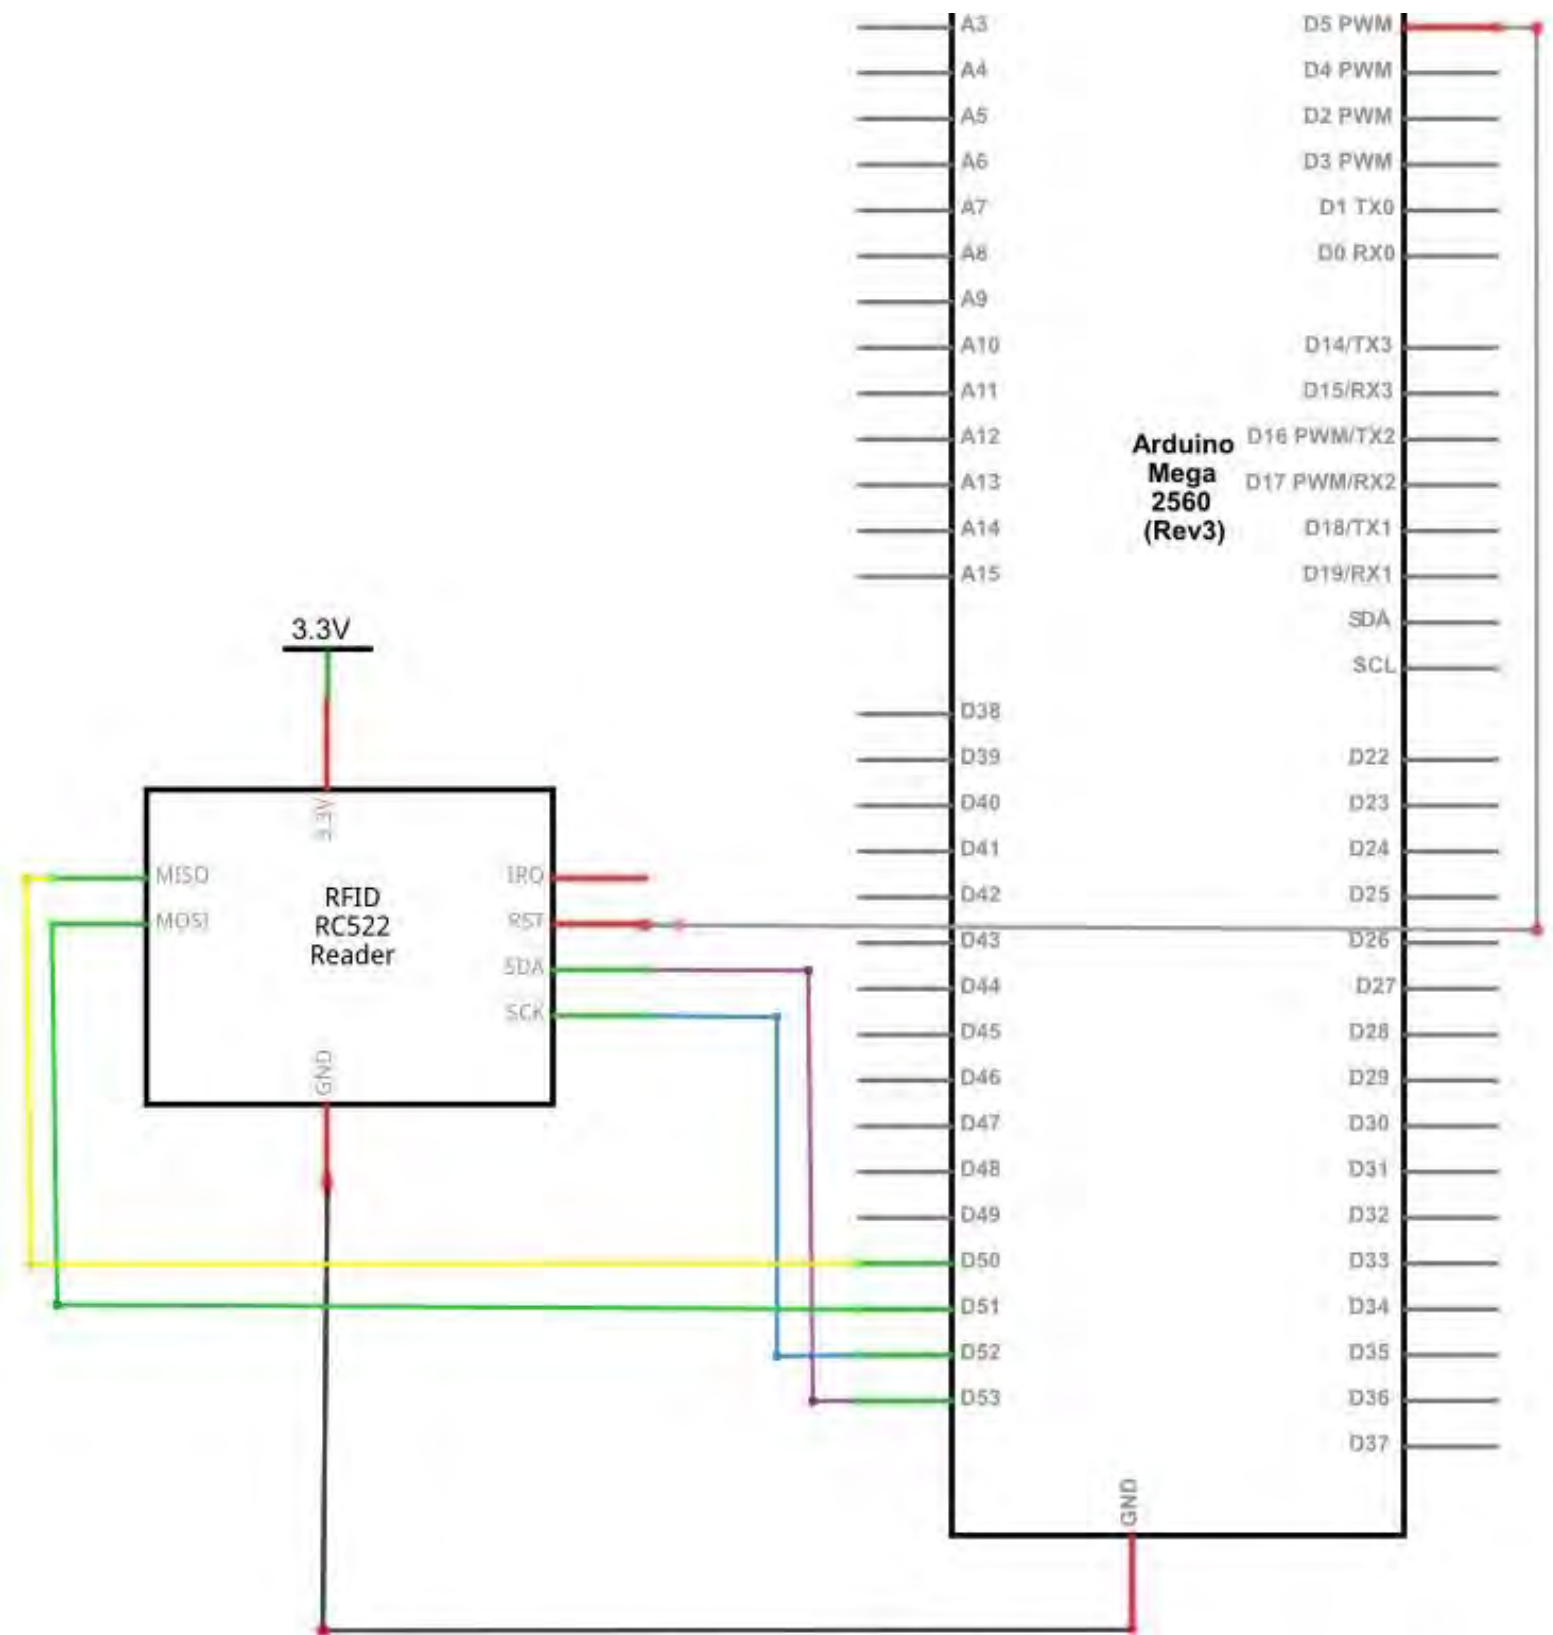 A3
A4
A5
A6
A7
A8
A9
A10
A11
A12
A13
A14
A15
D38
D39
D40
D41
D42
D43
D44
D45
D46
D47
D48
D49
D50
D51
D52
D53
Arduino
Mega
2560
(Rev3)
D5 PWM
D4 PWM
D2 PWM
D3 PWM
D1 TX0
D0 RX0
D14/TX3
D15/RX3
D16 PWM/TX2
D17 PWM/RX2
D18/TX1
D19/RX1
SDA
SCL
D22
D23
D24
D25
D26
D27
D28
D29
D30
D31
D32
D33
D34
D35
D36
D37
GND
3.3V
3.3V
MISO
MOSI
RFID
RC522
Reader
IRQ
RST
SDA
SCK
GND